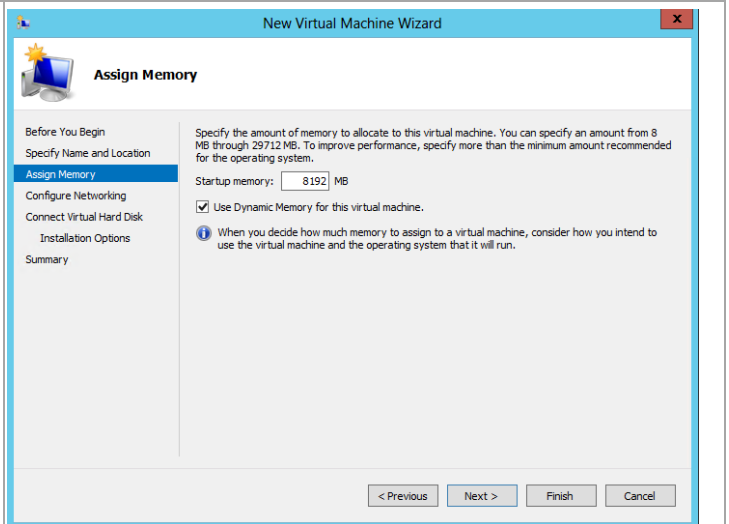 New Virtual Machine Wizard
x
Assign Memory
Before You Begin
Specify Name and Location
Assign Memory
Configure Networking
Connect Virtual Hard Disk
Installation Options
Summary
Specify the amount of memory to allocate to this virtual machine. You can specify an amount from 8
MB through 29712 MB. To improve performance, specify more than the minimum amount recommended
for the operating system.
Startup memory: 8192 MB
Use Dynamic Memory for this virtual machine.
When you decide how much memory to assign to a virtual machine, consider how you intend to
use the virtual machine and the operating system that it will run.
< Previous Next > Finish Cancel